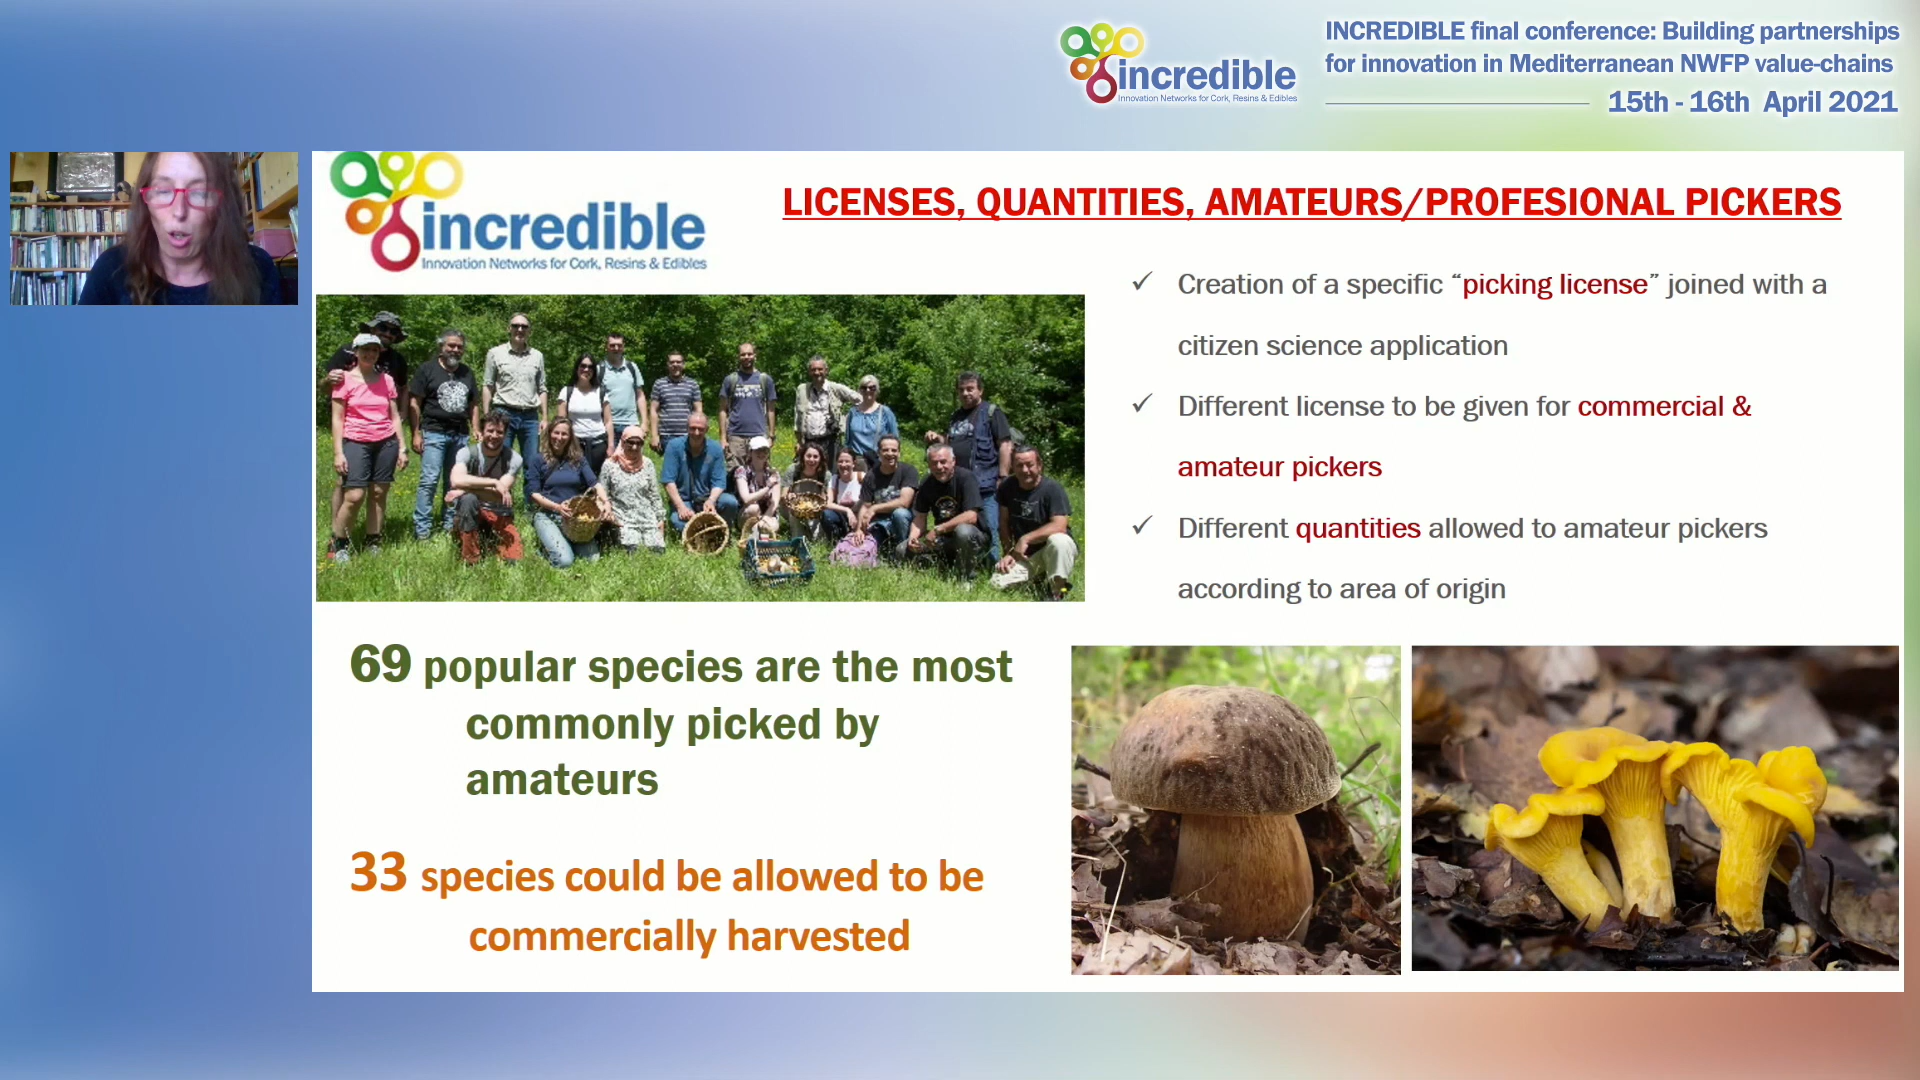 incredible
Innovation Networks for Cork, Resins & Edibles
INCREDIBLE final conference: Building partnerships
for innovation in Mediterranean NWFP value-chains
15th - 16th April 2021
incredible
Innovation Networks for Cork, Resins & Edibles
LICENSES, QUANTITIES, AMATEURS/PROFESIONAL PICKERS
✓ Creation of a specific “picking license” joined with a
citizen science application
✓ Different license to be given for commercial &
amateur pickers
✓ Different quantities allowed to amateur pickers
according to area of origin
69 popular species are the most
commonly picked by
amateurs
33 species could be allowed to be
commercially harvested